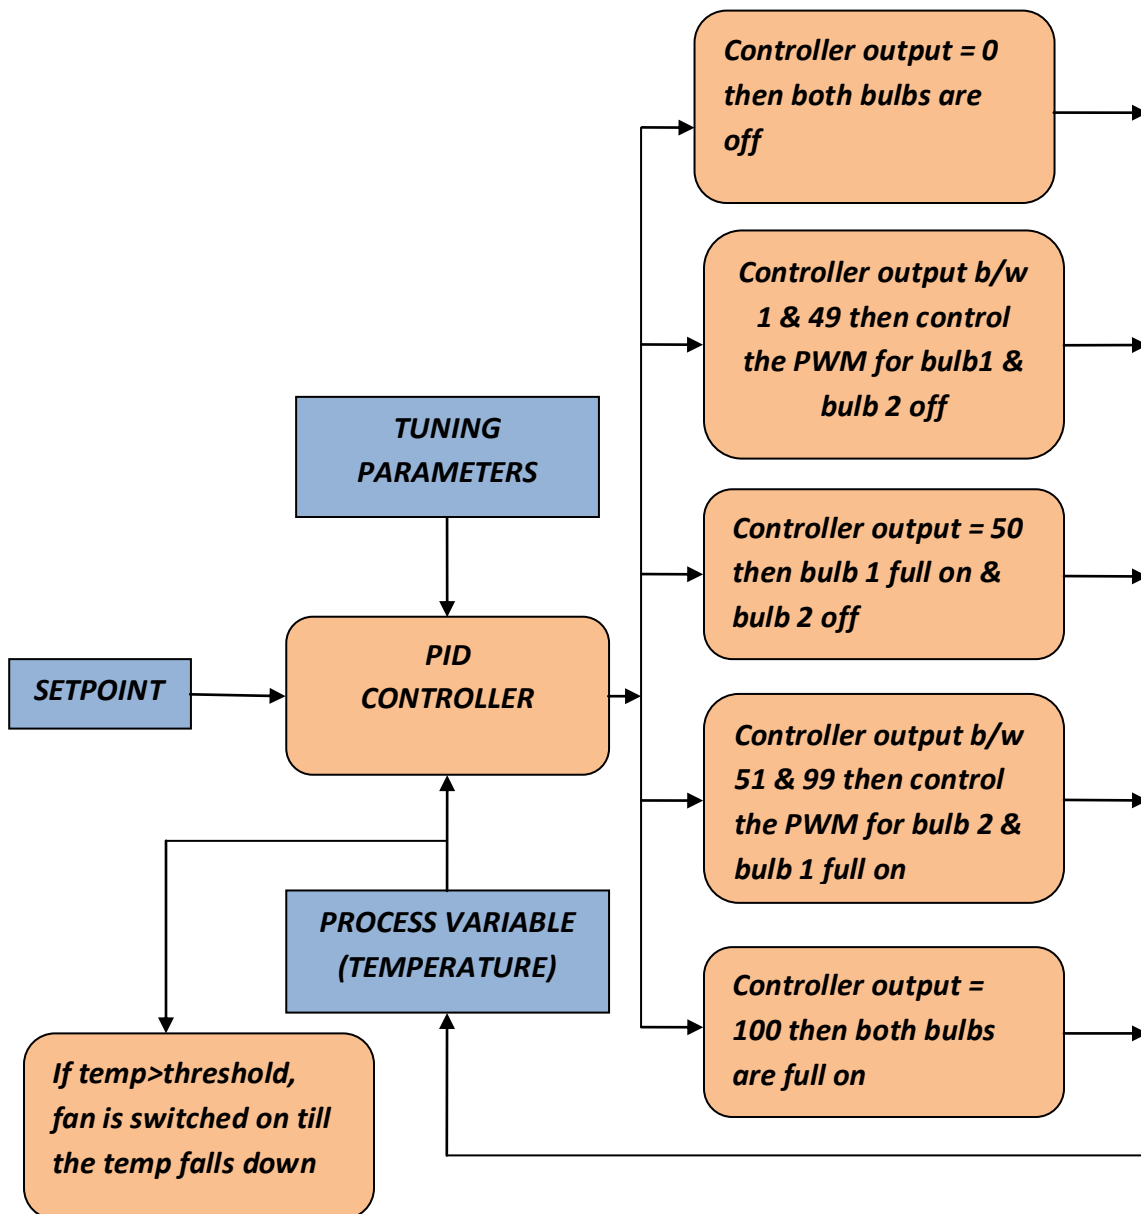 Controller output = 0
then both bulbs are
off
Controller output b/w
1 & 49 then control
the PWM for bulb1 &
bulb 2 off
TUNING
PARAMETERS
Controller output = 50
then bulb 1 full on &
bulb 2 off
PID
CONTROLLER
SETPOINT
Controller output b/w
51 & 99 then control
the PWM for bulb 2 &
bulb 1 full on
PROCESS VARIABLE
(TEMPERATURE)
Controller output =
100 then both bulbs
are full on
If temp>threshold,
fan is switched on till
the temp falls down